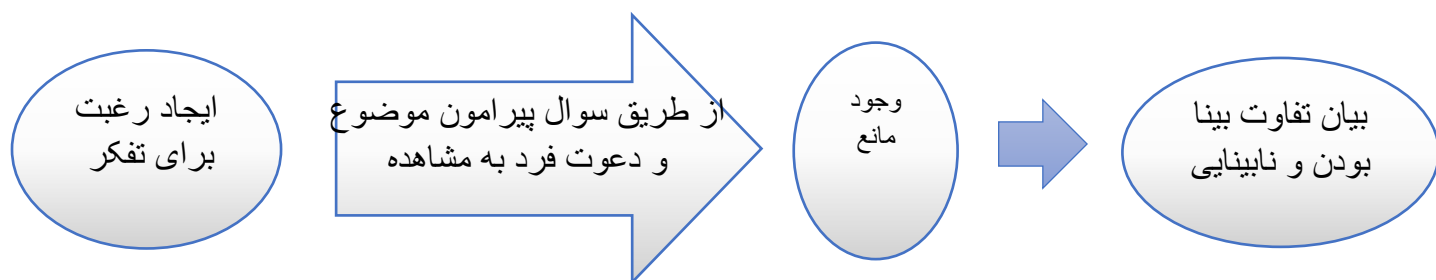 ایجاد رغبت
برای تفکر
از طریق سوال پیرامون موضوع
و دعوت فرد به مشاهده
وجود
مانع
بیان تفاوت بینا
بودن و نابینایی